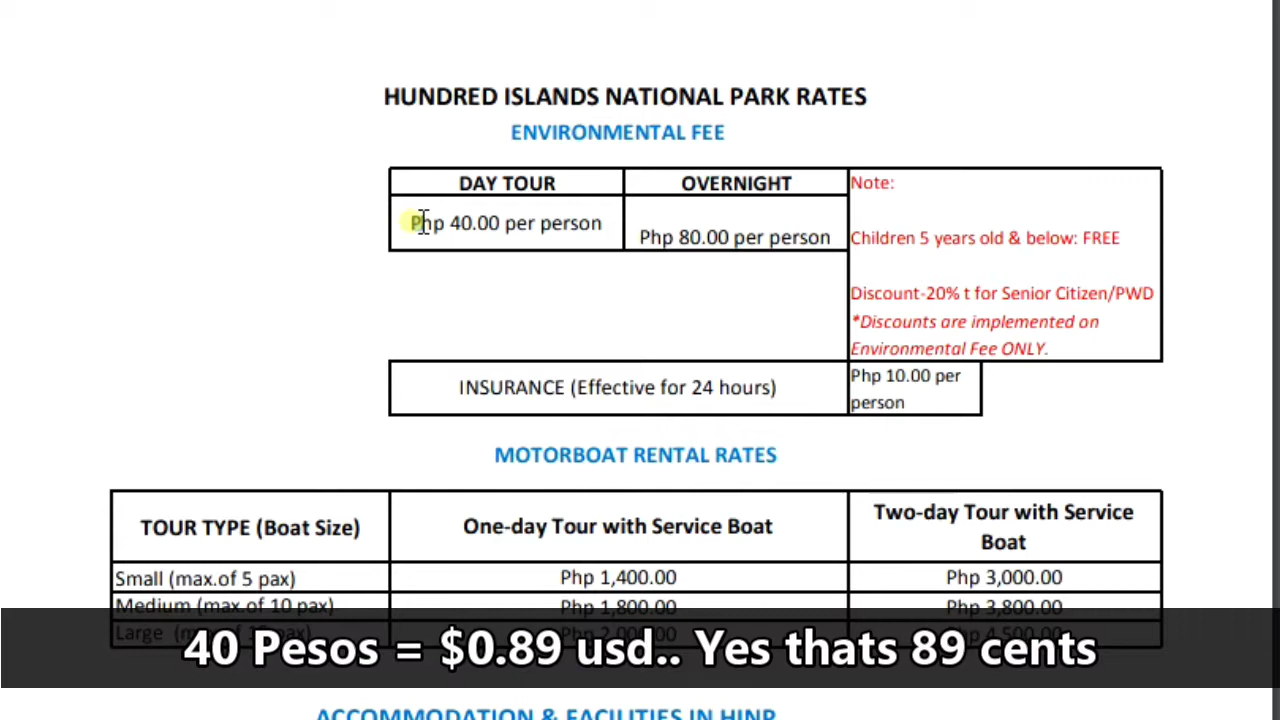 HUNDRED ISLANDS NATIONAL PARK RATES
ENVIRONMENTAL FEE
DAY TOUR OVERNIGHT Note:
Php 40.00 per person
Php 80.00 per person Children 5 years old & below: FREE
Discount-20% t for Senior Citizen/PWD
*Discounts are implemented on
Environmental Fee ONLY.
INSURANCE (Effective for 24 hours) Php 10.00 per
person
MOTORBOAT RENTAL RATES
TOUR TYPE (Boat Size) One-day Tour with Service Boat Two-day Tour with Service
Boat
Small (max.of 5 pax) Php 1,400.00 Php 3,000.00
Medium (max.of 10 pax) Php 1,800.00 Php 3,800.00
Large
40 Pesos = $0.89 usd.. Yes thats 89 cents
ACCOMMODATION & FACILITIES IN HINP